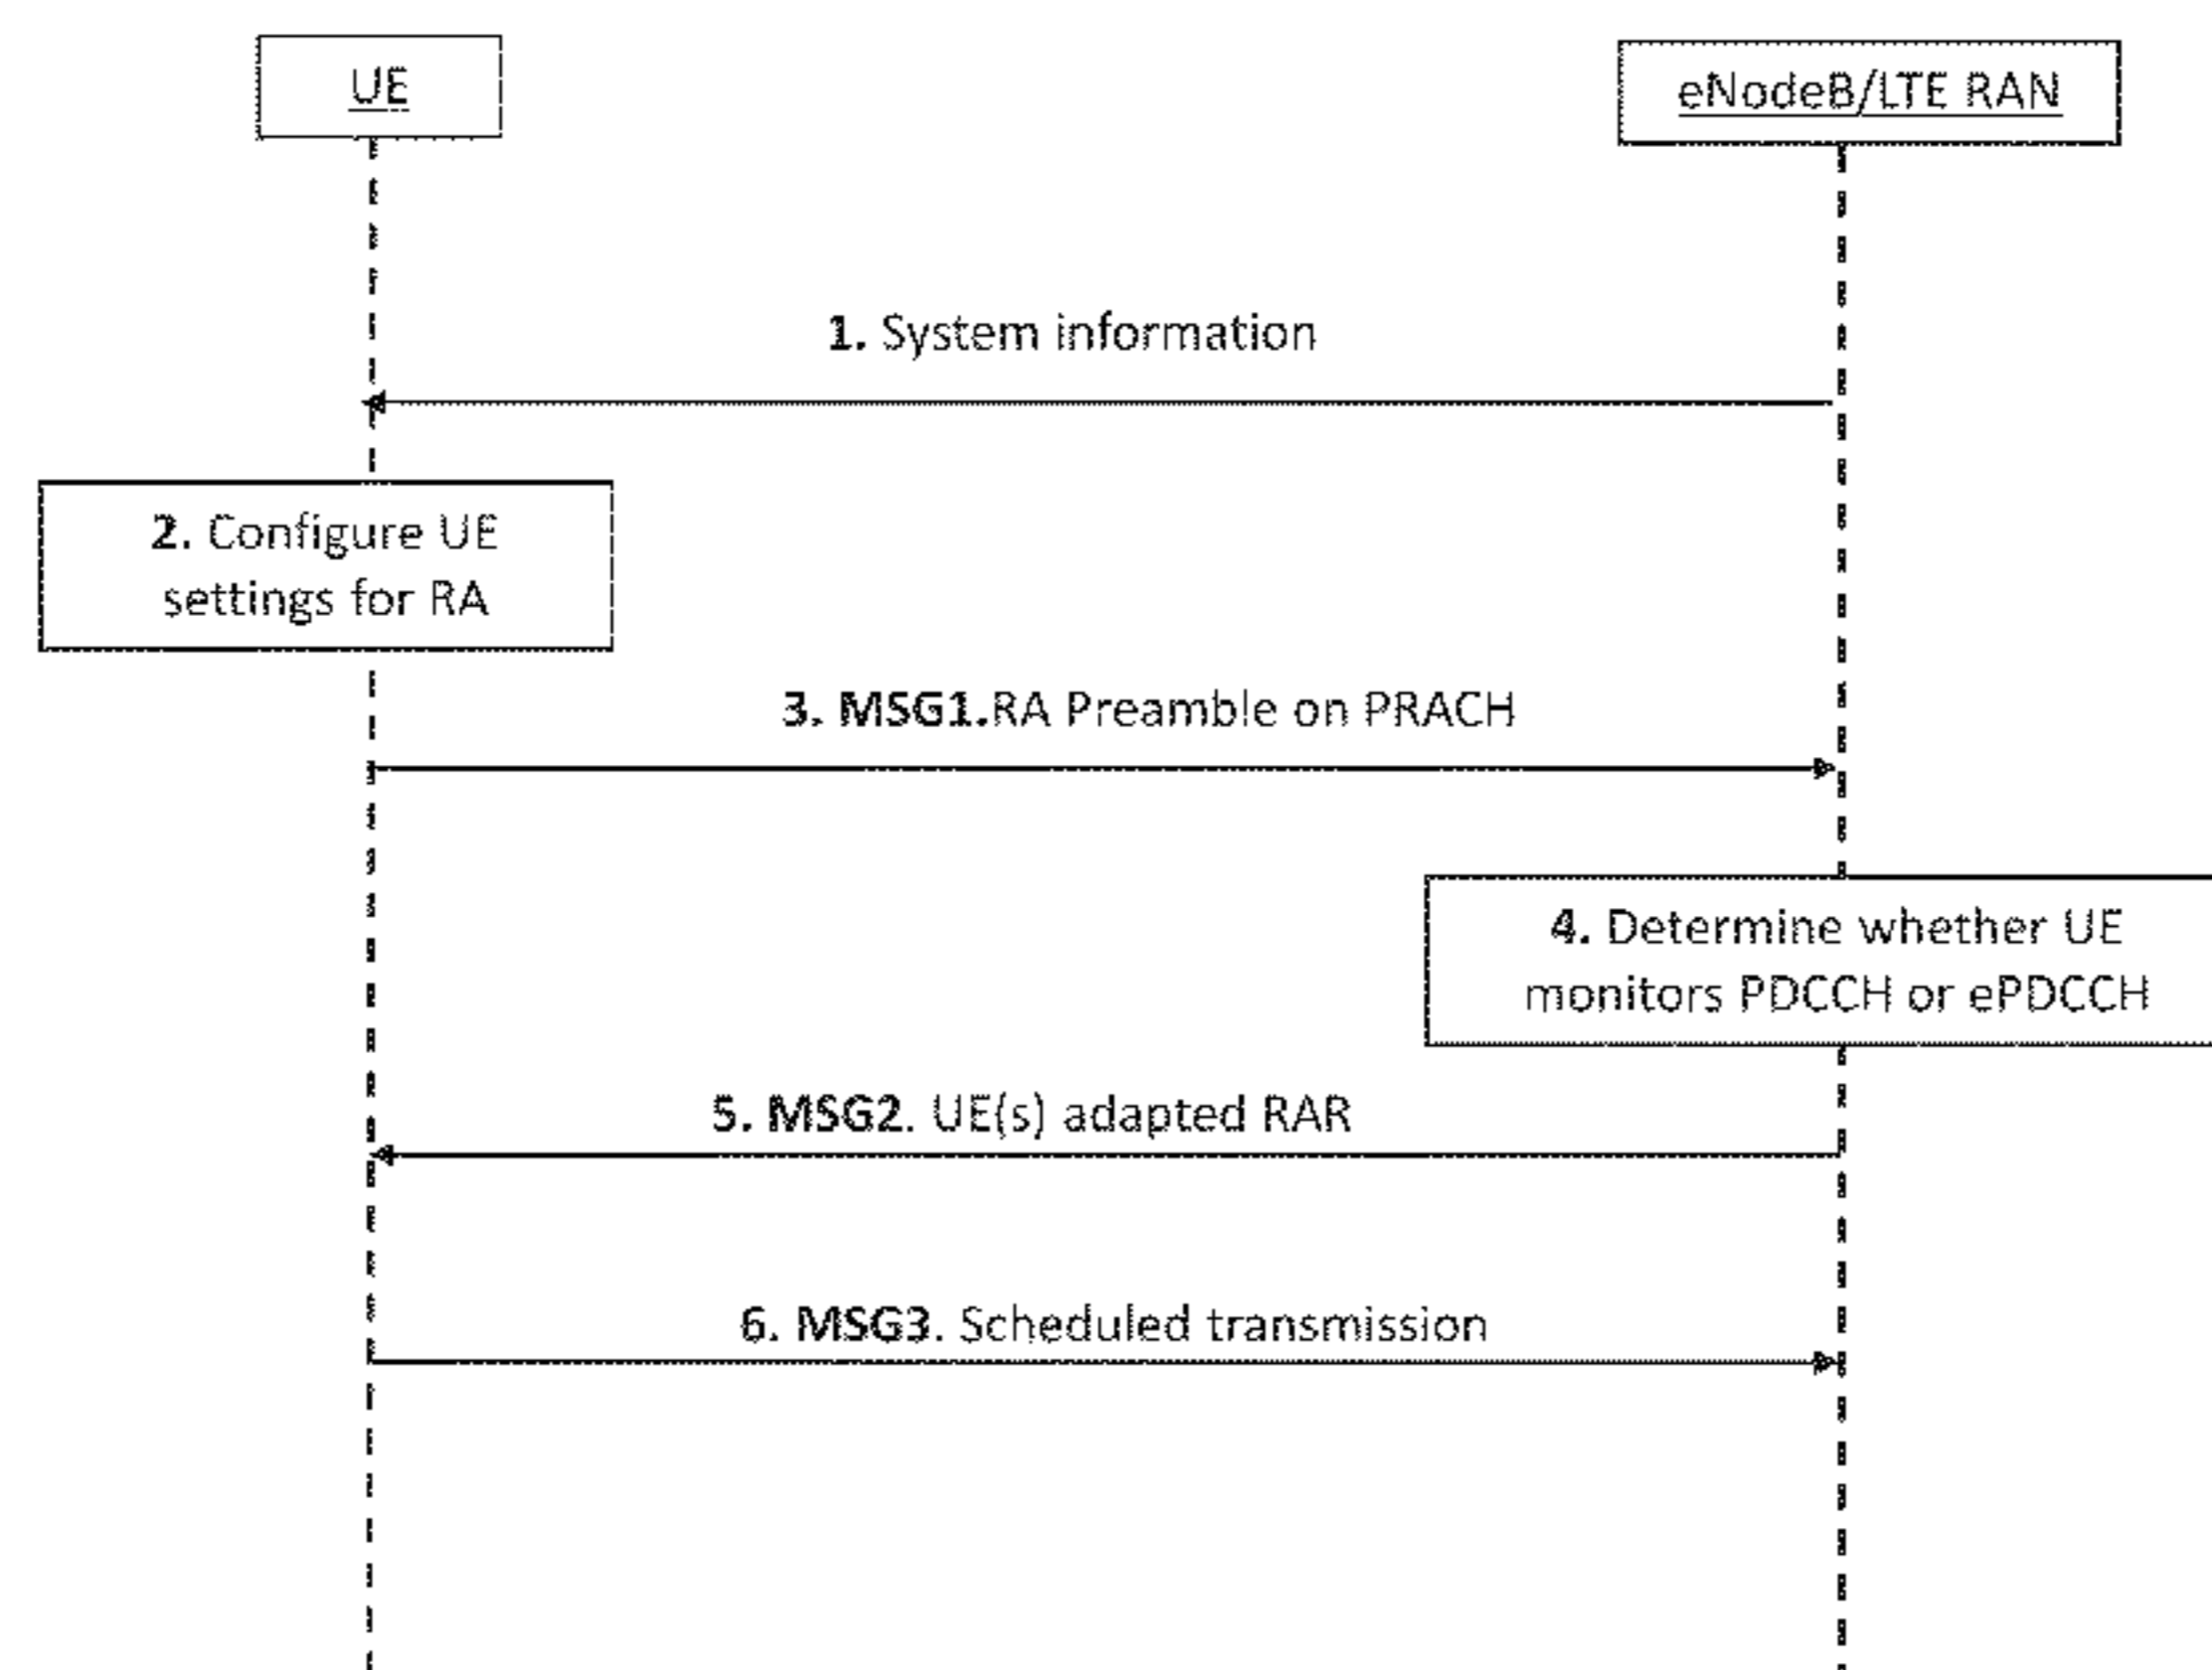 UE
eNodeB/LTE RAN
1. System information
2. Configure UE
settings for RA
3. MSG1.RA Preamble on PRACH
4. Determine whether UE
monitors PDCCH or ePDCCH
5. MSG2. UE(s) adapted RAR
6. MSG3. Scheduled transmission